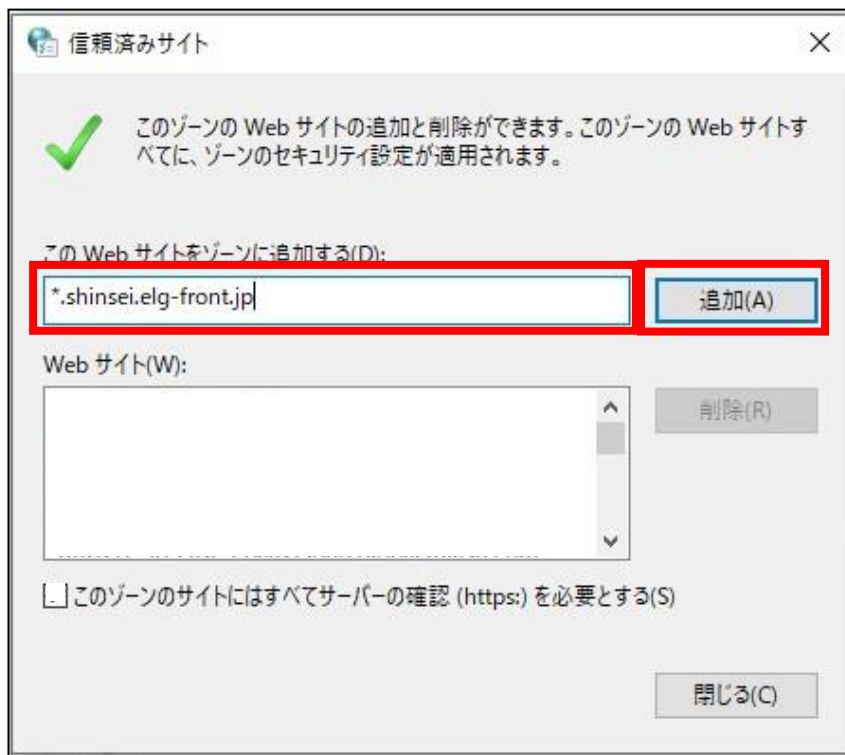 信頼済みサイト
このゾーンの Web サイトの追加と削除ができます。このゾーンの Web サイトす
べてに、ゾーンのセキュリティ設定が適用されます。
この Web サイトをゾーンに追加する(D):
*.shinsei.elg-front.jp
追加(A)
Web サイト(W):
削除(R)
このゾーンのサイトにはすべてサーバーの確認 (https:) を必要とする(S)
閉じる(C)